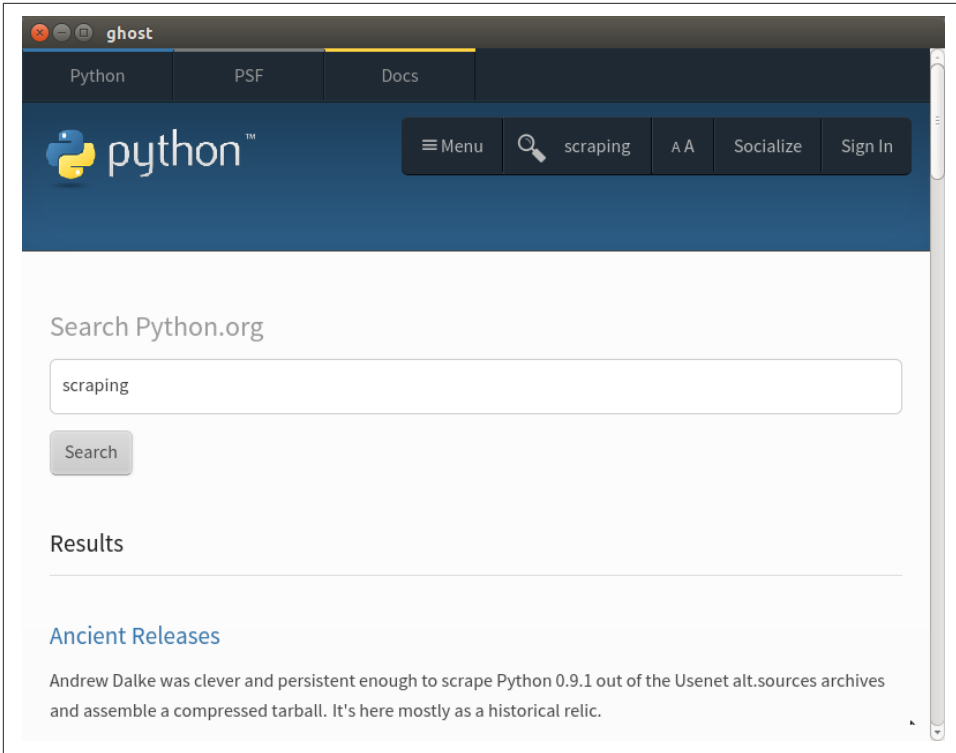 ghost
Python PSF Docs
python™
Menu scraping A A Socialize Sign In
Search Python.org
scraping
Search
Results
Ancient Releases
Andrew Dalke was clever and persistent enough to scrape Python 0.9.1 out of the Usenet alt.sources archives
and assemble a compressed tarball. It's here mostly as a historical relic.